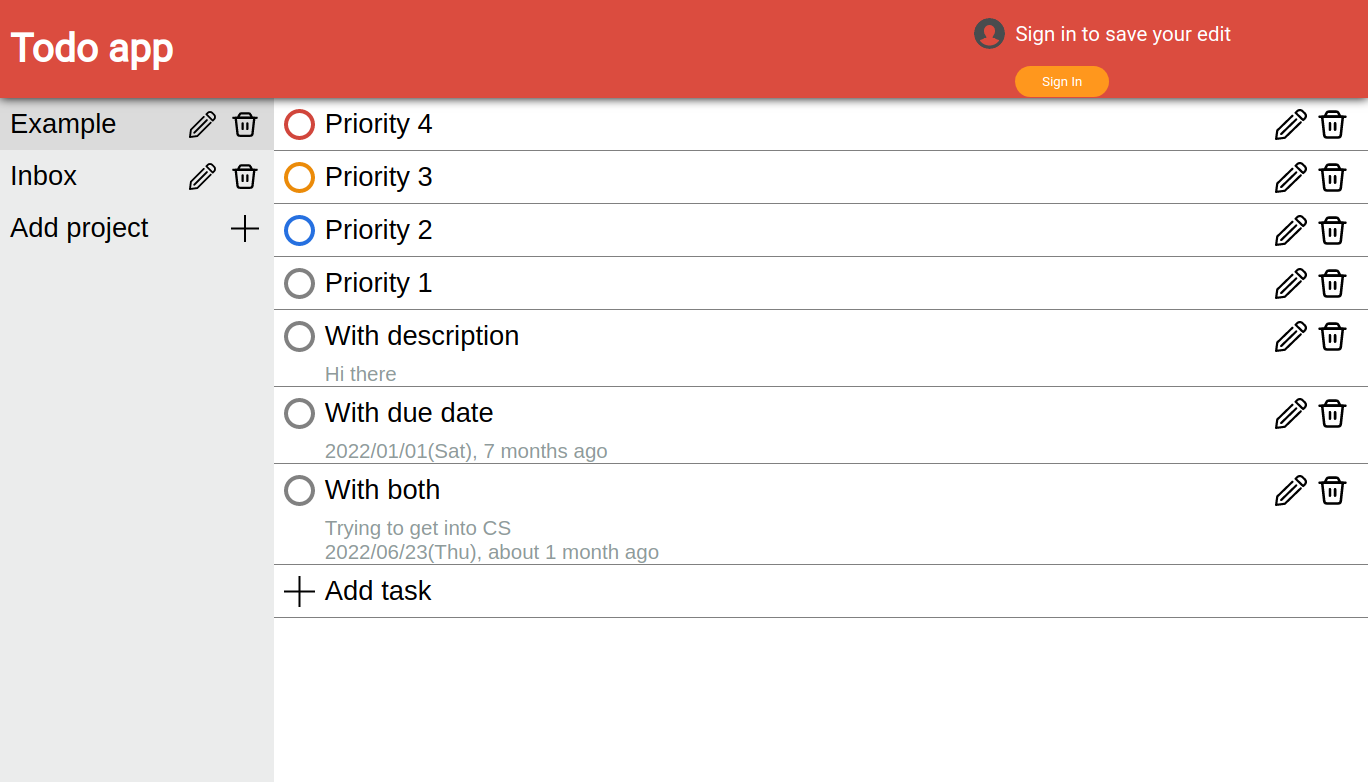 Todo app
Sign in to save your edit
Sign In
Example
Inbox
Add project
Priority 4
Priority 3
Priority 2
Priority 1
With description
Hi there
With due date
2022/01/01(Sat), 7 months ago
With both
Trying to get into CS
2022/06/23(Thu), about 1 month ago
Add task